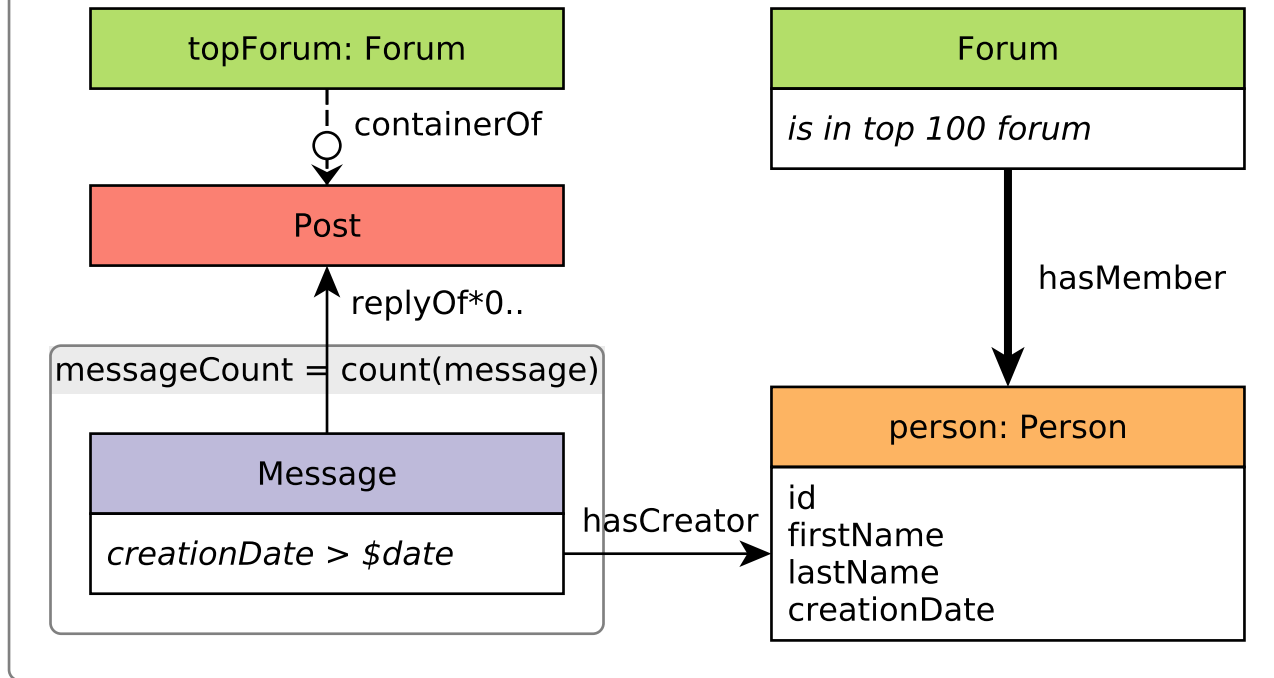 topForum: Forum
containerOf
Post
replyOf*0..
messageCount = count(message)
Message
creationDate > $date
hasCreator
Forum
is in top 100 forum
hasMember
person: Person
id
firstName
lastName
creationDate